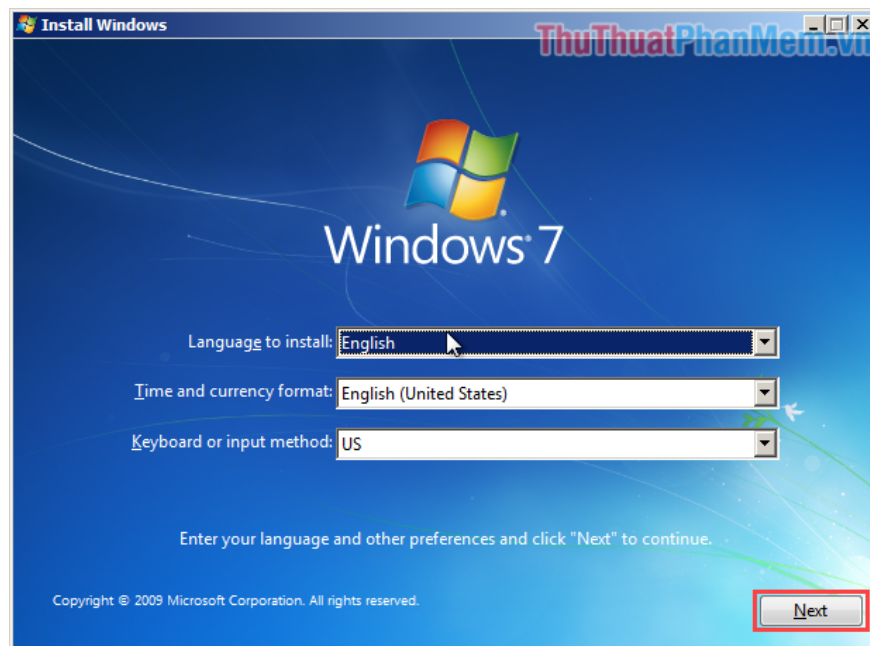 Install Windows
ThuThuatPhanMem.vn
Windows® 7
Language to install: English
Time and currency format: English (United States)
Keyboard or input method: US
Enter your language and other preferences and click "Next" to continue.
Copyright © 2009 Microsoft Corporation. All rights reserved.
Next